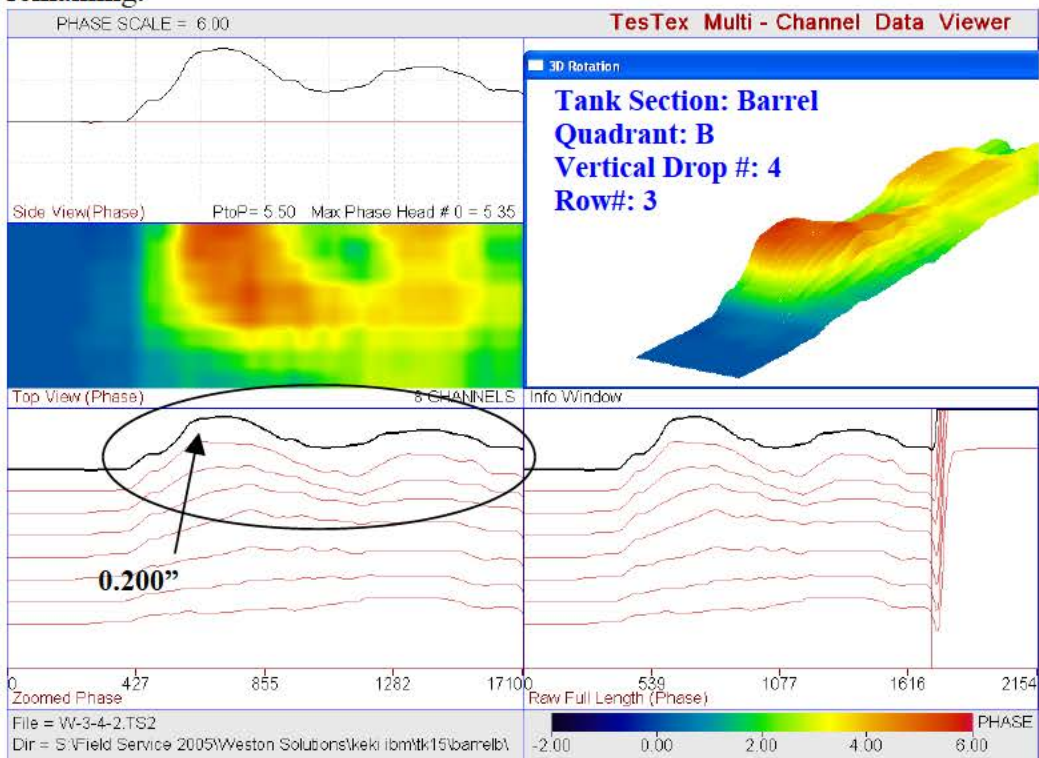 PHASE SCALE = 6.00
TesTex Multi - Channel Data Viewer
3D Rotation
Tank Section: Barrel
Quadrant: B
Vertical Drop #: 4
Row#: 3
Side View(Phase) PtoP= 5.50 Max Phase Head # 0 = 5.35
Top View (Phase) 8 CHANNELS
Info Window
0.200”
0 427 855 1282 1710
Zoomed Phase
0 539 1077 1616 2154
Raw Full Length (Phase)
File = W-3-4-2.TS2
Dir = S:\Field Service 2005\Weston Solutions\keki ibm\tk15\barrelb\
PHASE
-2.00 0.00 2.00 4.00 6.00